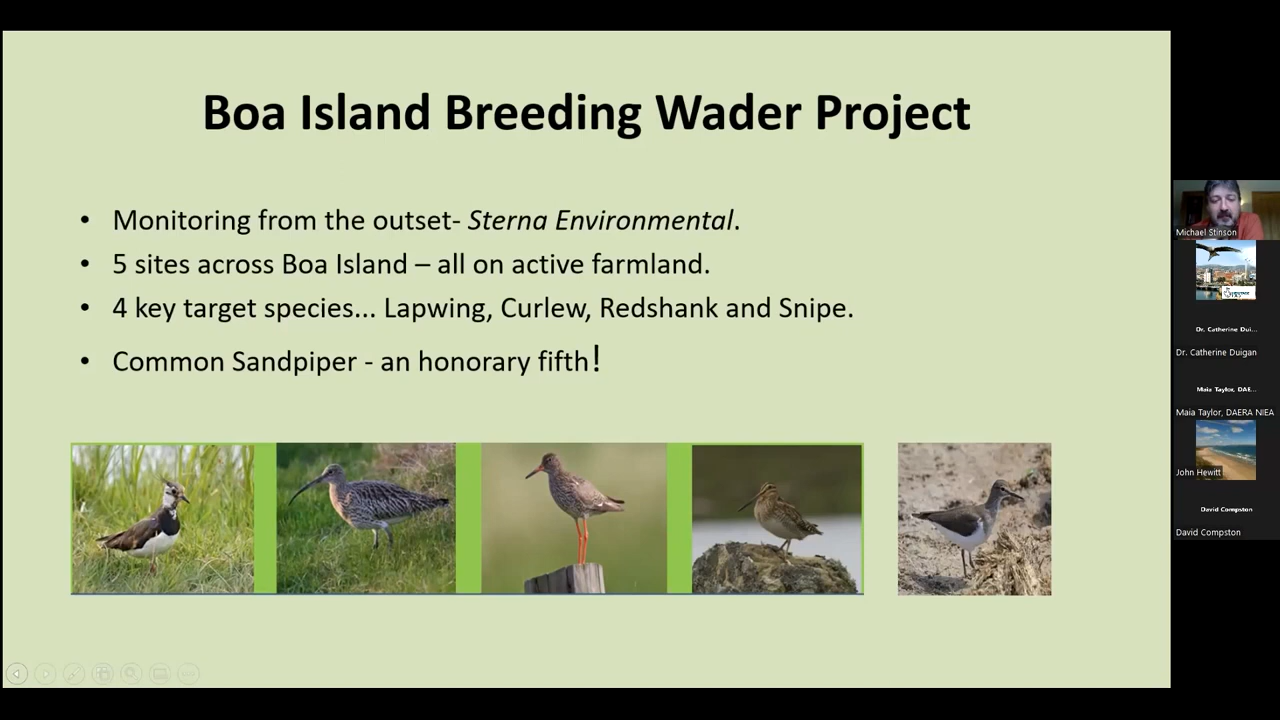 Boa Island Breeding Wader Project
• Monitoring from the outset- Sterna Environmental.
• 5 sites across Boa Island – all on active farmland.
• 4 key target species... Lapwing, Curlew, Redshank and Snipe.
• Common Sandpiper - an honorary fifth!
Michael Stinson
Dr. Catherine Dui...
Dr. Catherine Duigan
Maia Taylor, DAE...
Maia Taylor, DAERA NIEA
John Hewitt
David Compston
David Compston